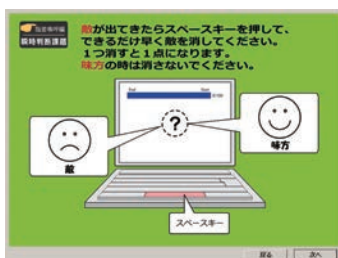 瞬時判断課題
敵が出てきたらスペースキーを押して、
できるだけ早く敵を消してください。
１つ消すと１点になります。
味方の時は消さないでください。
?
敵
味方
スペースキー
戻る
次へ